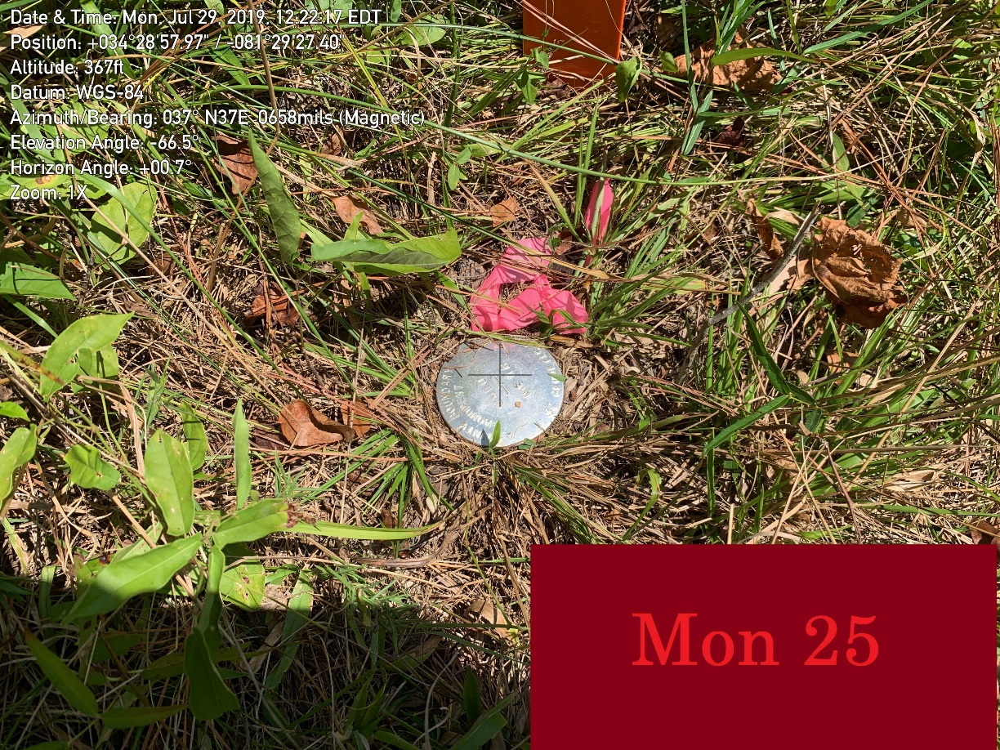 Date & Time: Mon, Jul 29, 2019, 12:22:17 EDT
Position: +034°28'57.97" / -081°29'27.40"
Altitude: 367ft
Datum: WGS-84
Azimuth/Bearing: 037° N37E 0658mils (Magnetic)
Elevation Angle: -66.5°
Horizon Angle: +00.7°
Zoom: 1X
Mon 25